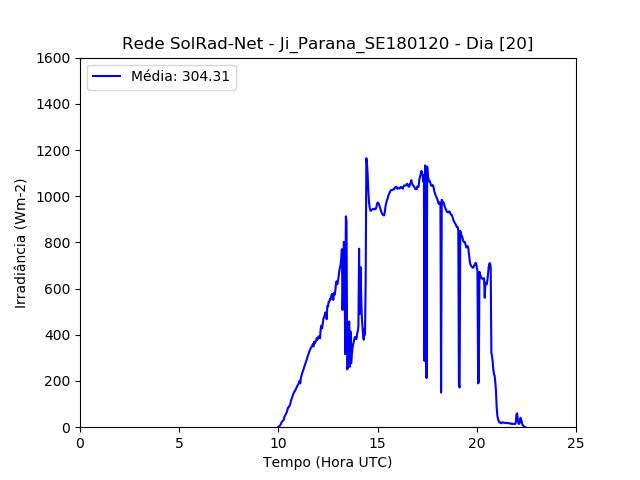 Rede SolRad-Net - Ji_Parana_SE180120 - Dia [20]
Média: 304.31
Irradiância (Wm-2)
1600
1400
1200
1000
800
600
400
200
0
0 5 10 15 20 25
Tempo (Hora UTC)